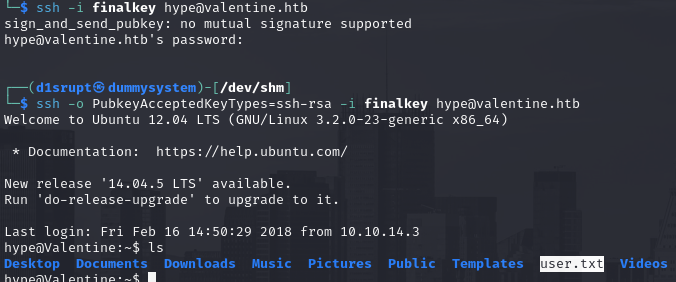 └─$ ssh -i finalkey hype@valentine.htb
sign_and_send_pubkey: no mutual signature supported
hype@valentine.htb's password:
┌──(d1srupt㉿dummysystem)-[/dev/shm]
└─$ ssh -o PubkeyAcceptedKeyTypes=ssh-rsa -i finalkey hype@valentine.htb
Welcome to Ubuntu 12.04 LTS (GNU/Linux 3.2.0-23-generic x86_64)
* Documentation:  https://help.ubuntu.com/
New release '14.04.5 LTS' available.
Run 'do-release-upgrade' to upgrade to it.
Last login: Fri Feb 16 14:50:29 2018 from 10.10.14.3
hype@Valentine:~$ ls
Desktop  Documents  Downloads  Music  Pictures  Public  Templates  user.txt  Videos
hype@Valentine:~$